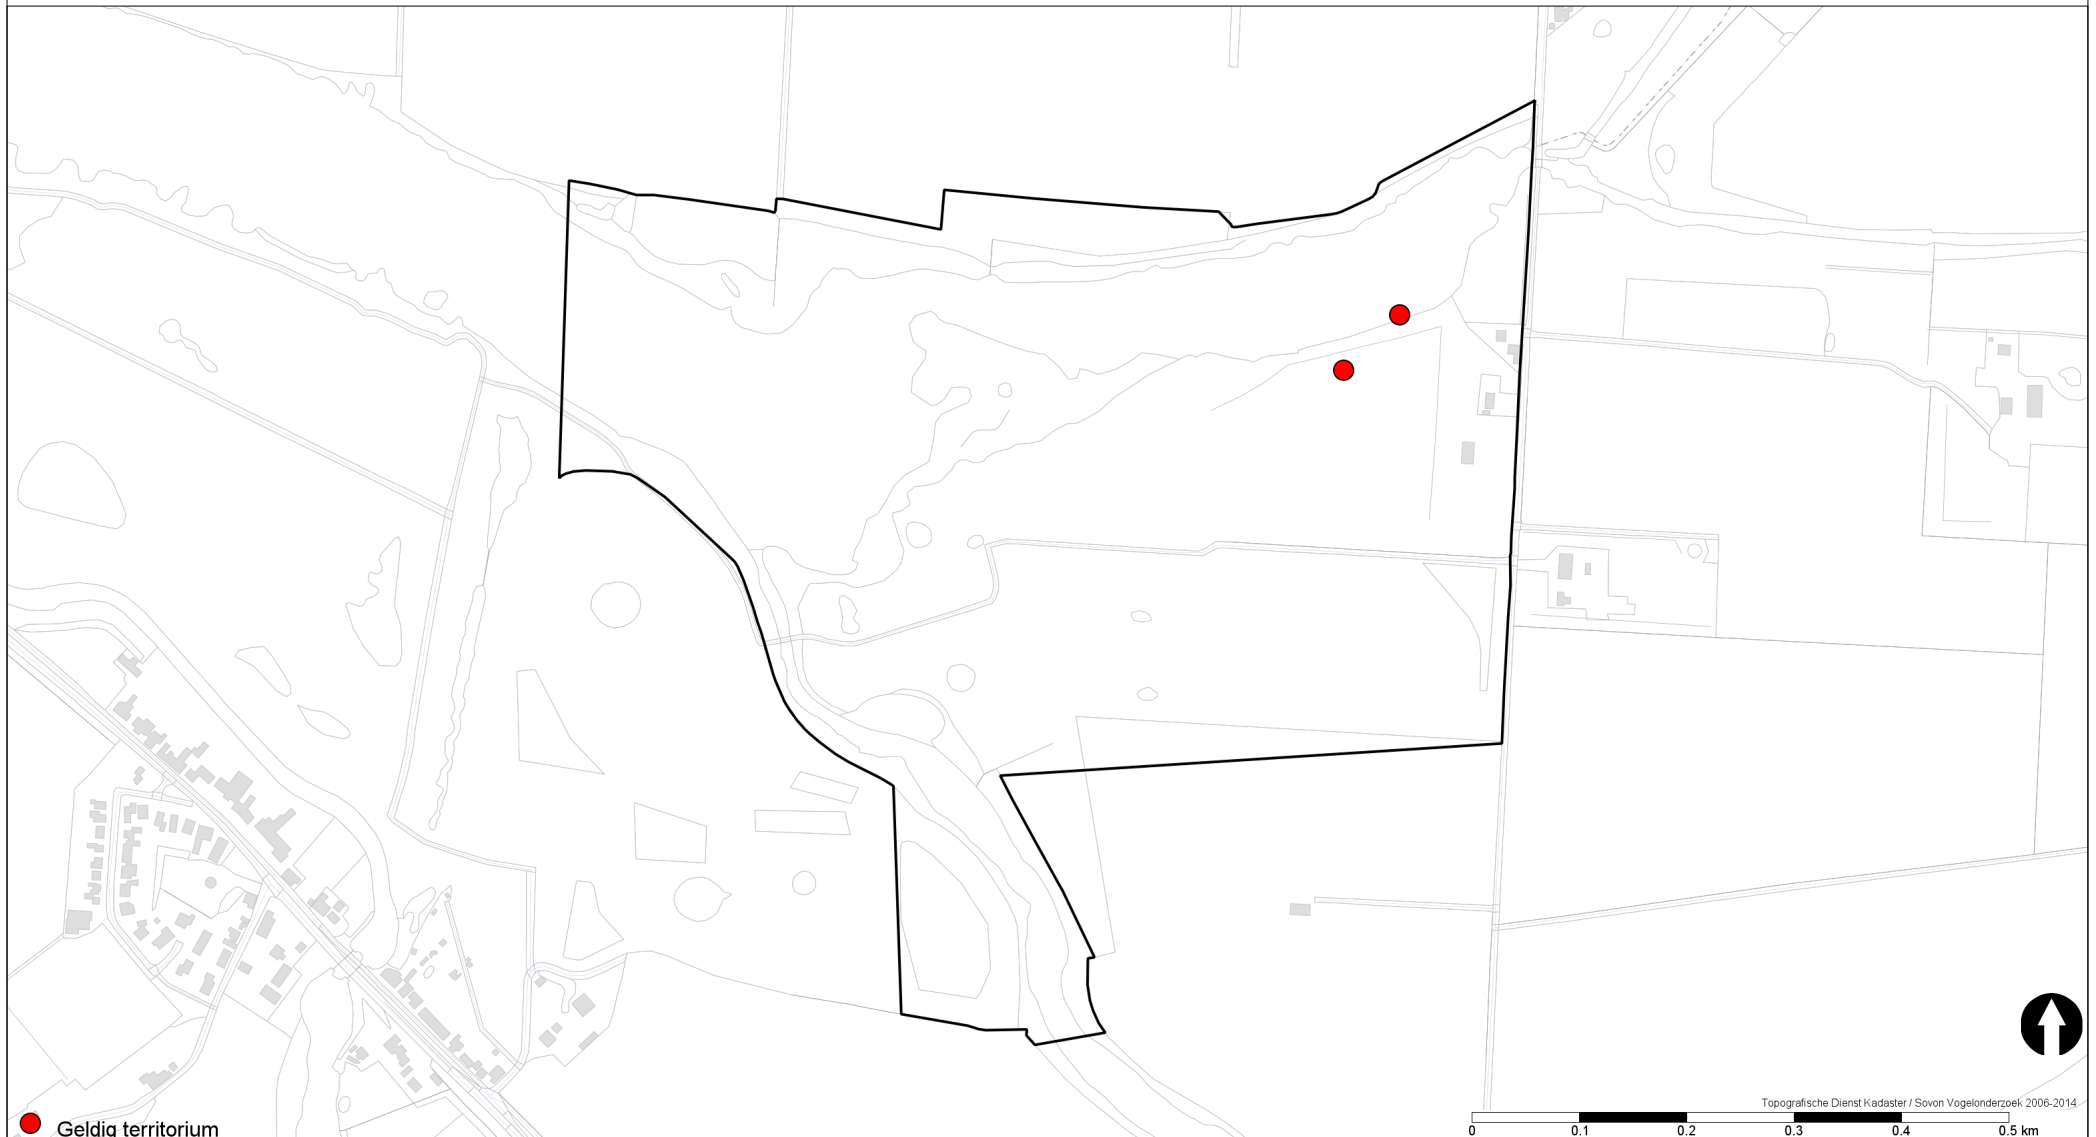 Topografische Dienst Kadaster / Sovon Vogelonderzoek 2006-2014
0 0.1 0.2 0.3 0.4 0.5 km
Geldig territorium